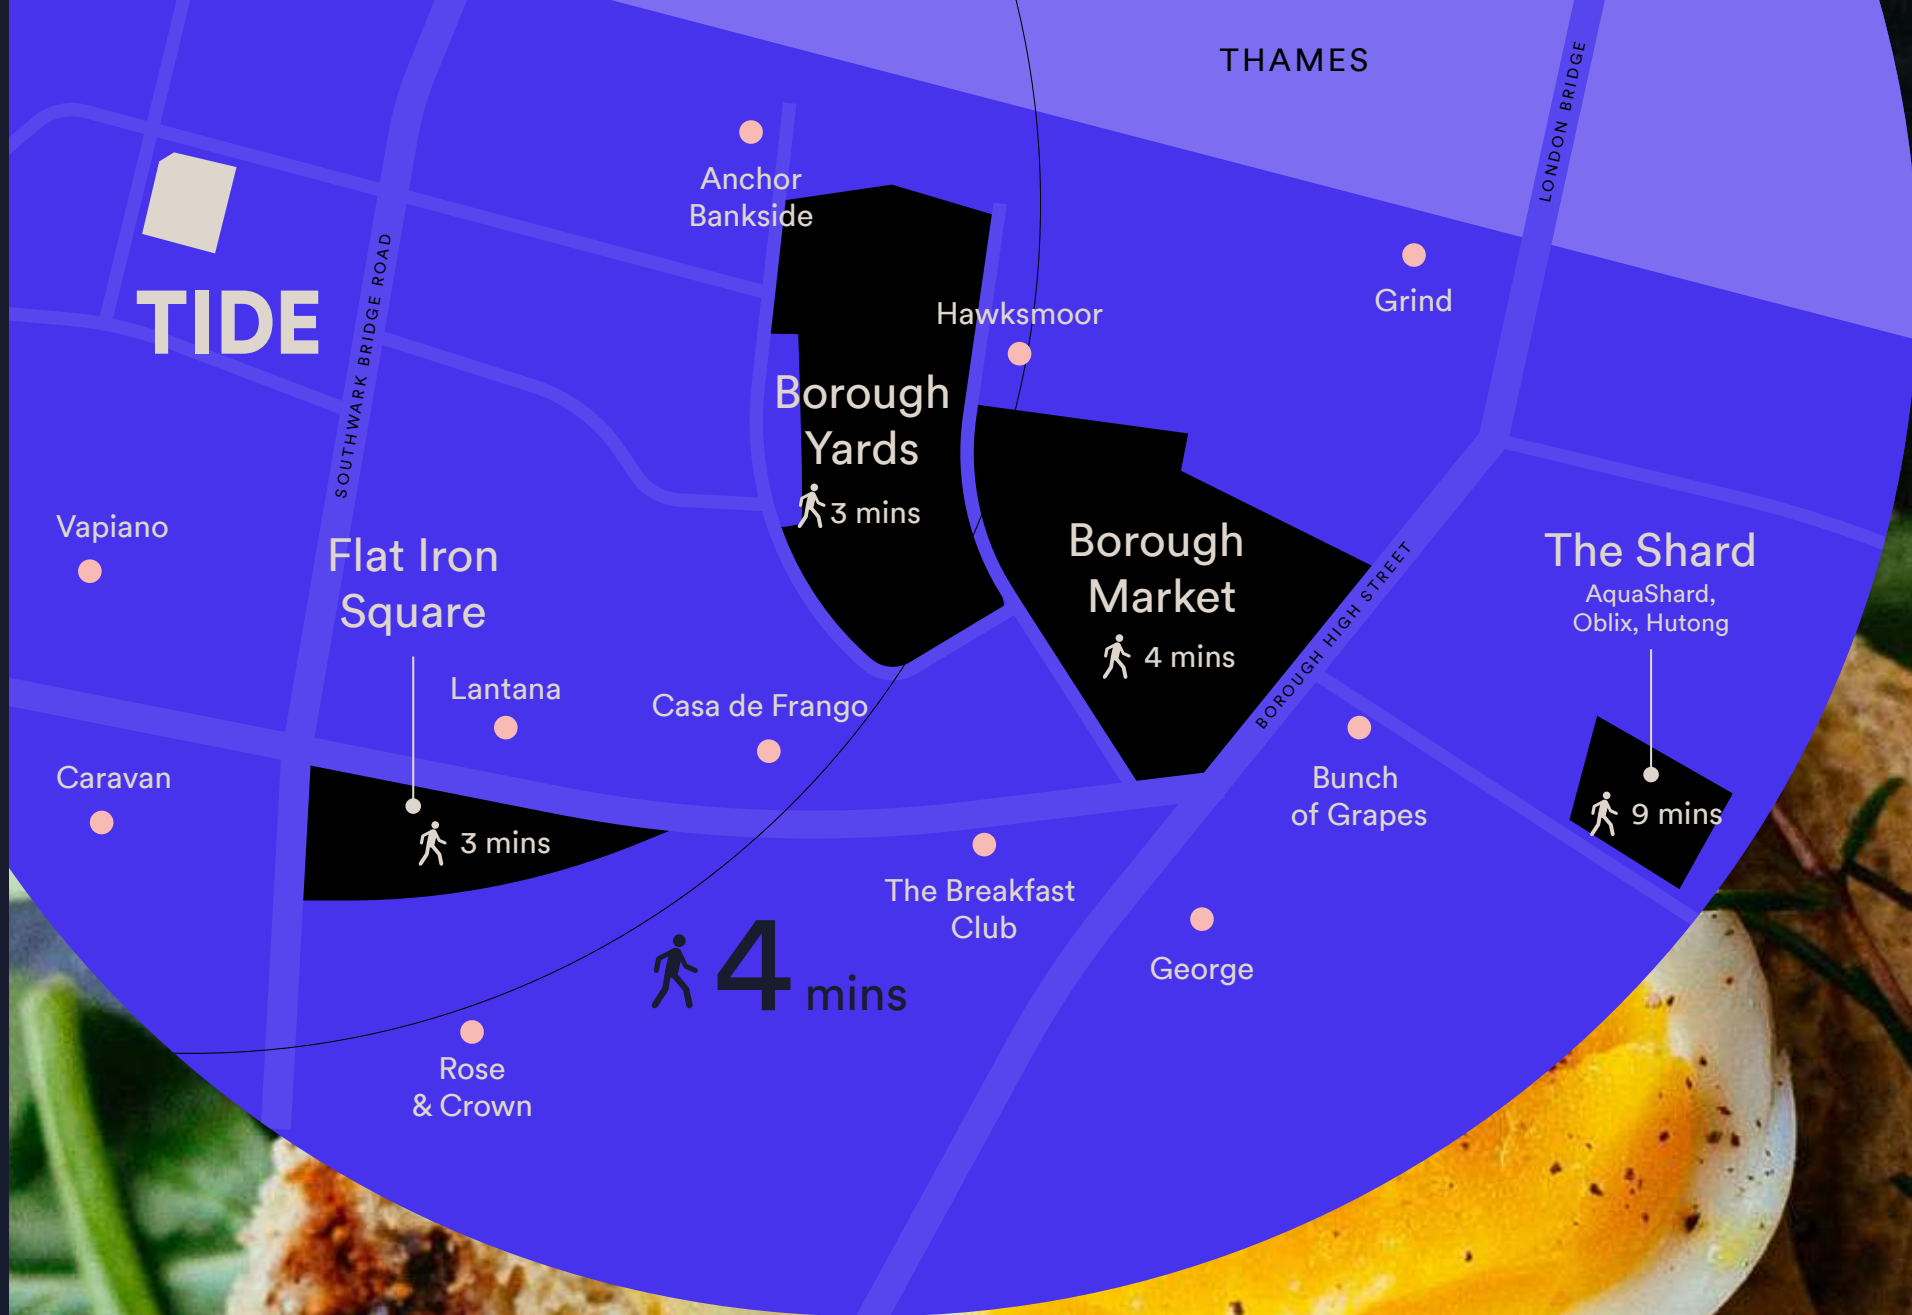 THAMES
LONDON BRIDGE
Anchor
Bankside
Grind
Hawksmoor
TIDE
SOUTHWARK BRIDGE ROAD
Borough
Yards
3 mins
Vapiano
Flat Iron
Square
Borough
Market
4 mins
BOROUGH HIGH STREET
The Shard
AquaShard,
Oblix, Hutong
9 mins
Lantana
Casa de Frango
Caravan
3 mins
Bunch
of Grapes
The Breakfast
Club
George
4 mins
Rose
& Crown